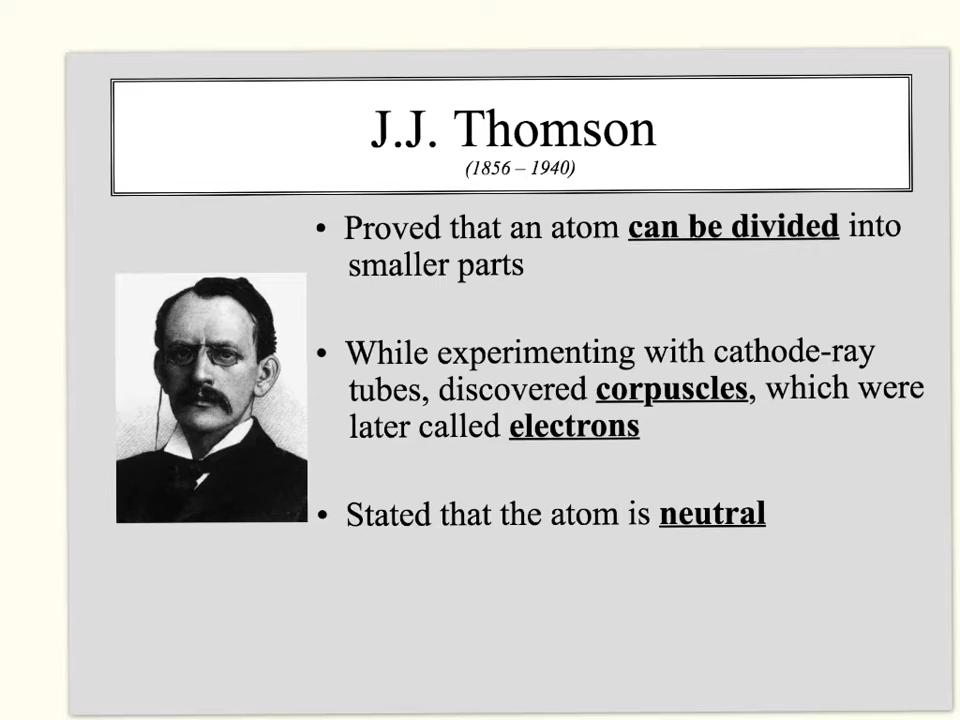 J.J. Thomson
(1856 – 1940)
• Proved that an atom can be divided into
smaller parts
• While experimenting with cathode-ray
tubes, discovered corpuscles, which were
later called electrons
• Stated that the atom is neutral